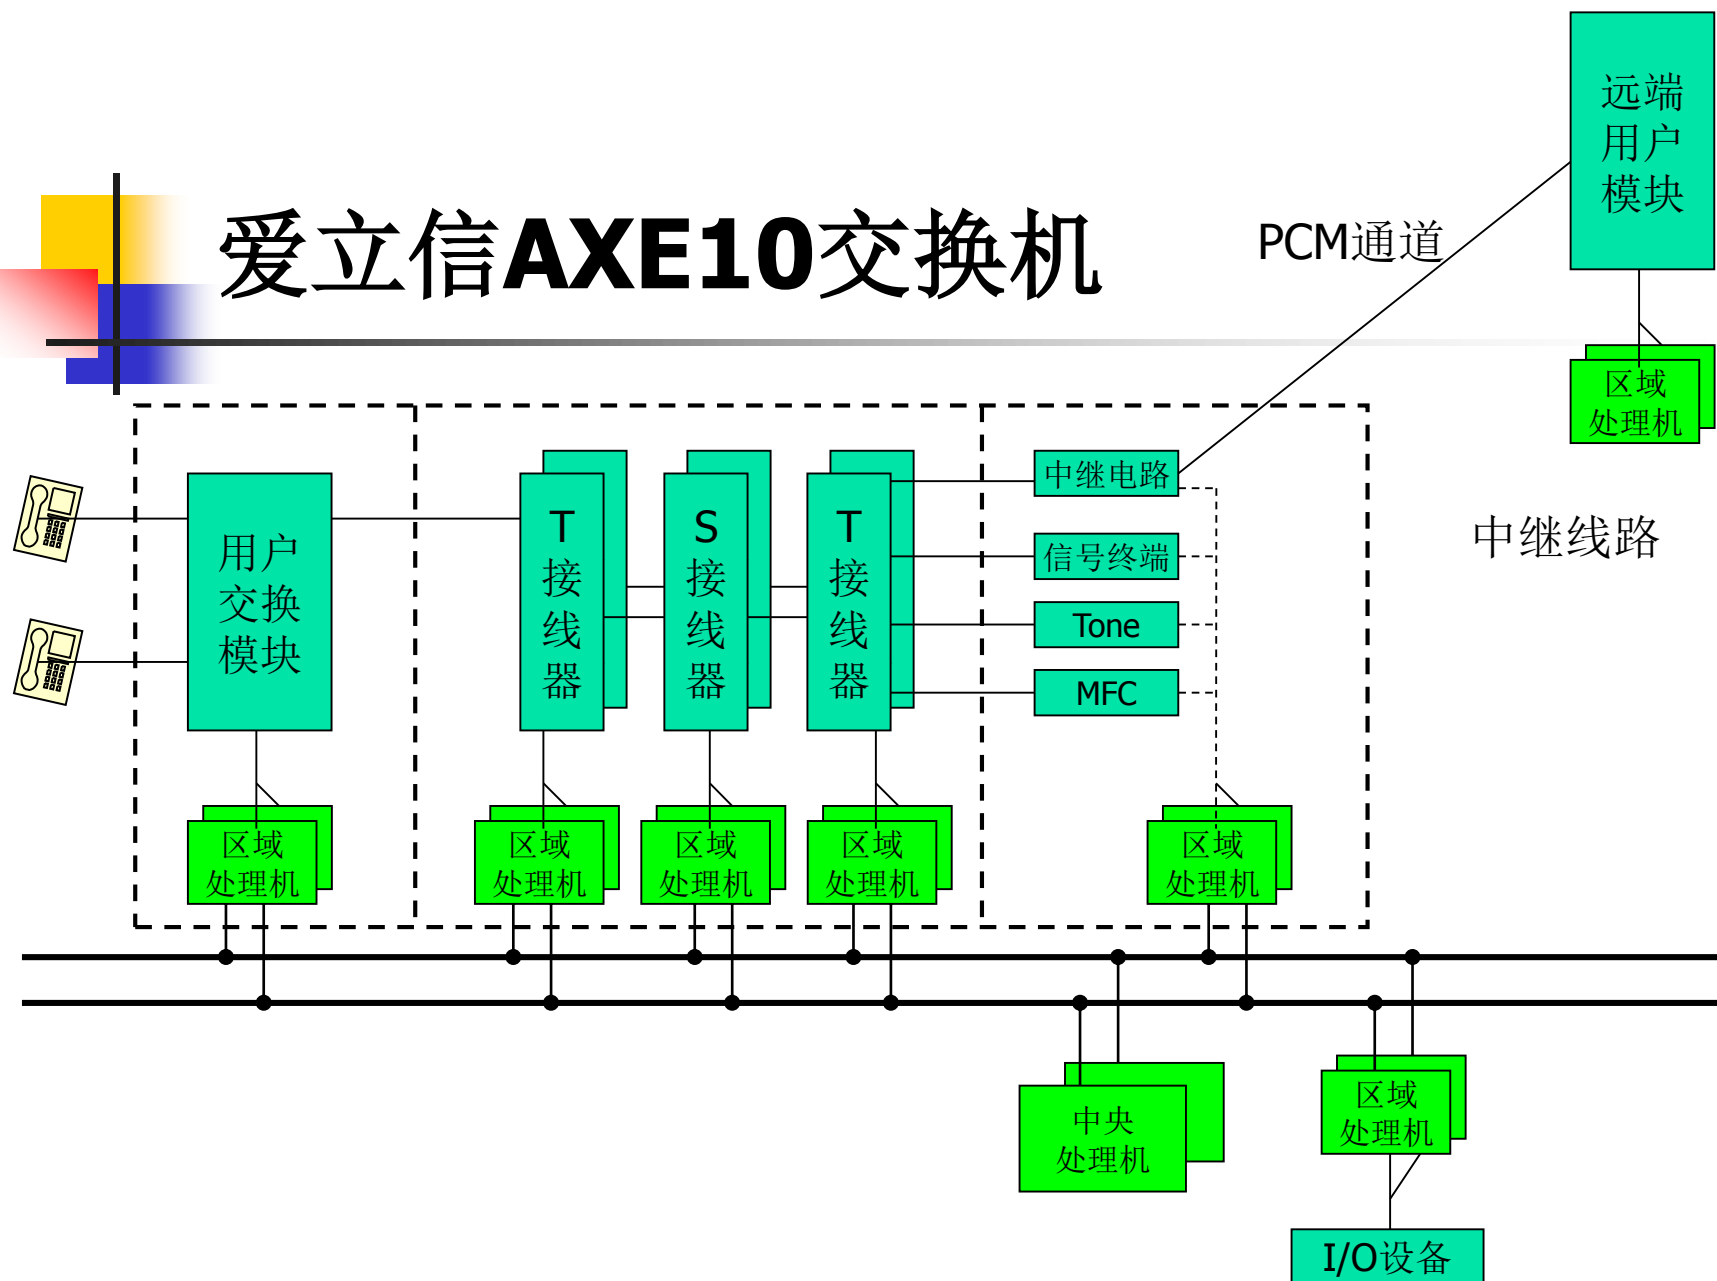 远端
用户
模块
爱立信AXE10交换机
PCM通道
区域
处理机
用户
交换
模块
T
接
线
器
S
接
线
器
T
接
线
器
中继电路
信号终端
Tone
MFC
中继线路
区域
处理机
区域
处理机
区域
处理机
区域
处理机
区域
处理机
中央
处理机
区域
处理机
I/O设备